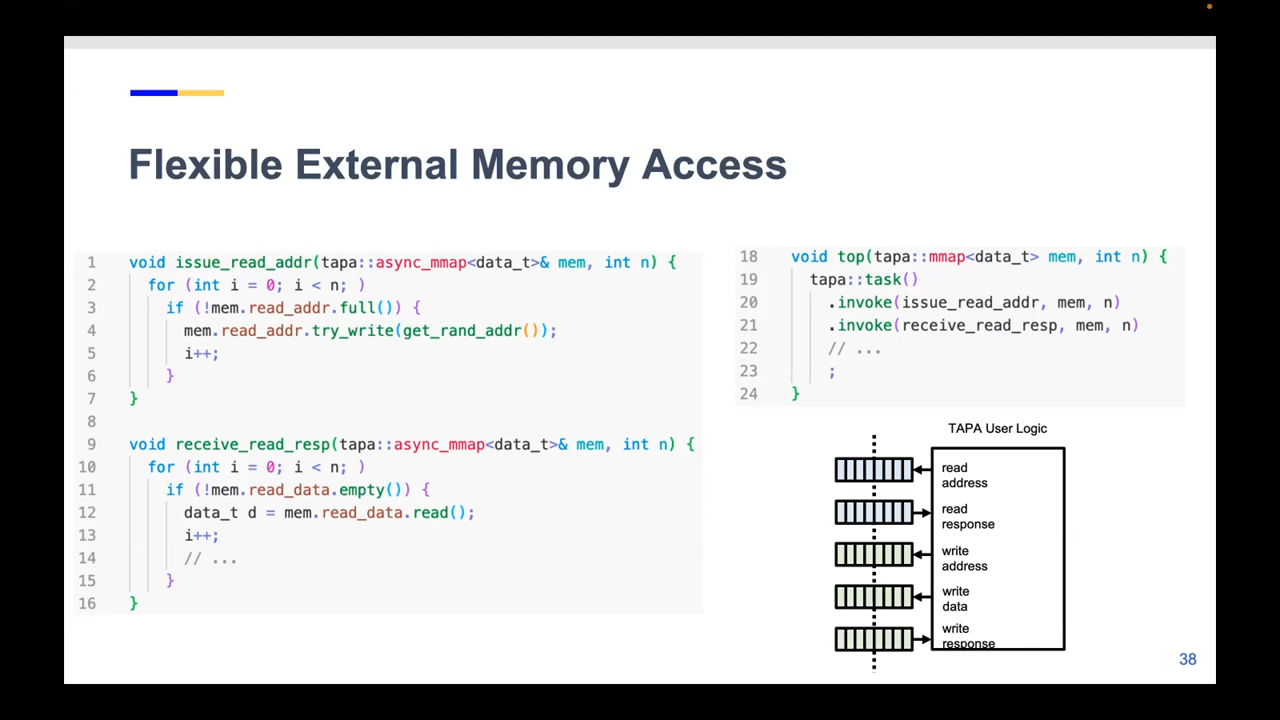 Flexible External Memory Access
1 void issue_read_addr(tapa::async_mmap<data_t>& mem, int n) {
2 for (int i = 0; i < n; )
3 if (!mem.read_addr.full()) {
4 mem.read_addr.try_write(get_rand_addr());
5 i++;
6 }
7 }
8
9 void receive_read_resp(tapa::async_mmap<data_t>& mem, int n) {
10 for (int i = 0; i < n; )
11 if (!mem.read_data.empty()) {
12 data_t d = mem.read_data.read();
13 i++;
14 // ...
15 }
16 }
18 void top(tapa::mmap<data_t> mem, int n) {
19 tapa::task()
20 .invoke(issue_read_addr, mem, n)
21 .invoke(receive_read_resp, mem, n)
22 // ...
23 ;
24 }
TAPA User Logic
read
address
read
response
write
address
write
data
write
response
38